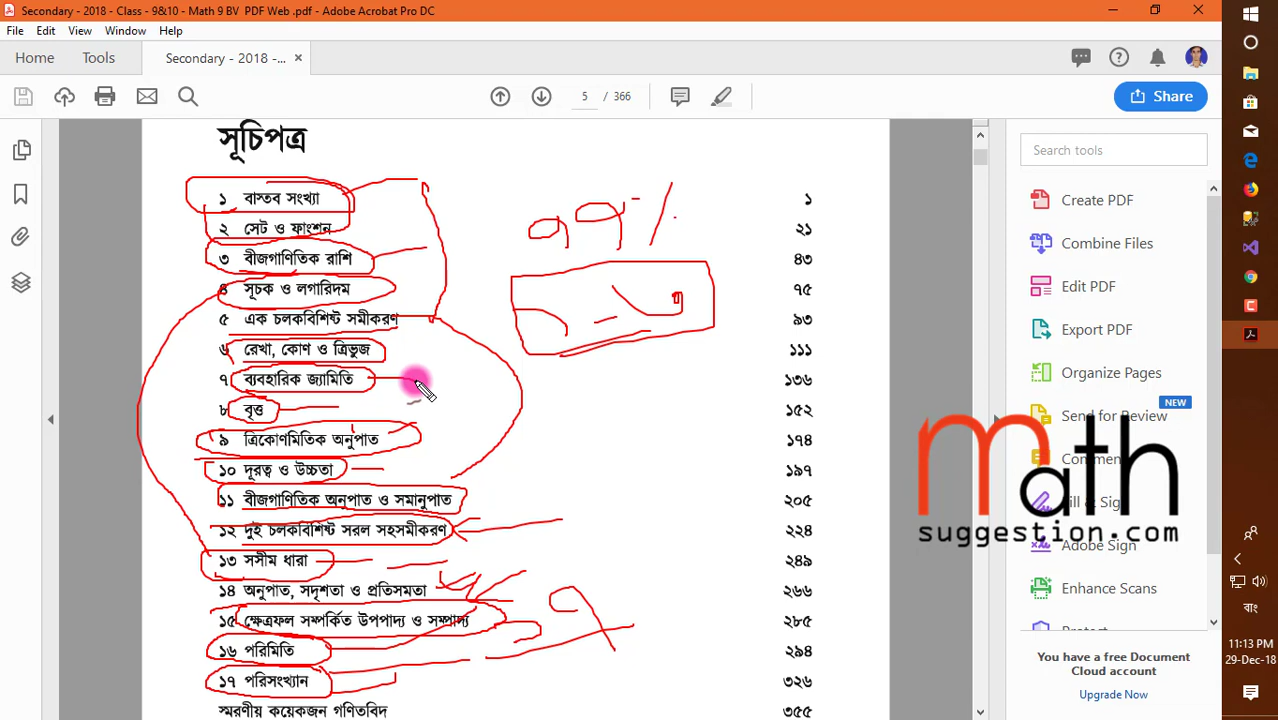 Secondary - 2018 - Class - 9&10 - Math 9 BV PDF Web .pdf - Adobe Acrobat Pro DC
File Edit View Window Help
Home Tools Secondary - 2018 -... ×
5 / 366
Share
সূচিপত্র
১ বাস্তব সংখ্যা ১
২ সেট ও ফাংশন ২১
৩ বীজগাণিতিক রাশি ৪৩
৪ সূচক ও লগারিদম ৭৫
৫ এক চলকবিশিষ্ট সমীকরণ ৯৩
৬ রেখা, কোণ ও ত্রিভুজ ১১১
৭ ব্যবহারিক জ্যামিতি ১৩৬
৮ বৃত্ত ১৫২
৯ ত্রিকোণমিতিক অনুপাত ১৭৪
১০ দূরত্ব ও উচ্চতা ১৯৭
১১ বীজগাণিতিক অনুপাত ও সমানুপাত ২০৫
১২ দুই চলকবিশিষ্ট সরল সহসমীকরণ ২২৪
১৩ সসীম ধারা ২৪৯
১৪ অনুপাত, সদৃশতা ও প্রতিসমতা ২৬৬
১৫ ক্ষেত্রফল সম্পর্কিত উপপাদ্য ও সম্পাদ্য ২৮৫
১৬ পরিমিতি ২৯৪
১৭ পরিসংখ্যান ৩২৬
স্মরণীয় কয়েকজন গণিতবিদ ৩৫৫
Search tools
Create PDF
Combine Files
Edit PDF
Export PDF
Organize Pages
NEW
Send for Review
Comment
Fill & Sign
Adobe Sign
Enhance Scans
Protect
You have a free Document
Cloud account
Upgrade Now
math
suggestion.com
বাং
11:13 PM
29-Dec-18